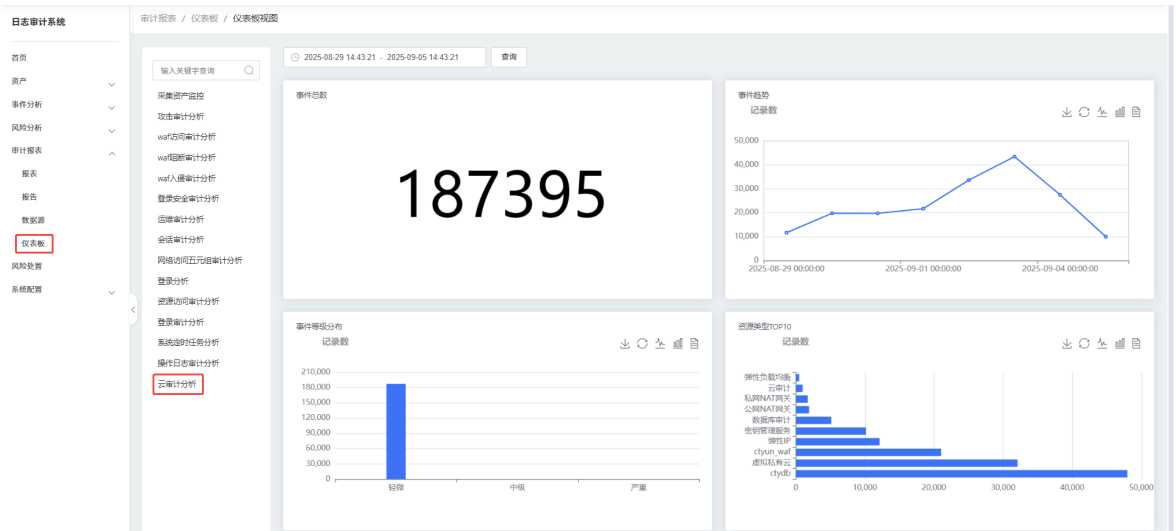 日志审计系统
审计报表 / 仪表板 / 仪表板视图
首页
资产
事件分析
风险分析
审计报表
报表
报告
数据源
仪表板
风险处置
系统配置
输入关键字查询
采集资产监控
攻击审计分析
waf访问审计分析
waf阻断审计分析
waf入侵审计分析
登录安全审计分析
运维审计分析
会话审计分析
网络访问五元组审计分析
登录分析
资源访问审计分析
登录审计分析
系统定时任务分析
操作日志审计分析
云审计分析
2025-08-29 14:43:21 - 2025-09-05 14:43:21
查询
事件总数
187395
事件趋势
记录数
50,000
40,000
30,000
20,000
10,000
0
2025-08-29 00:00:00
2025-09-01 00:00:00
2025-09-04 00:00:00
事件等级分布
记录数
210,000
180,000
150,000
120,000
90,000
60,000
30,000
0
轻微
中级
严重
资源类型TOP10
记录数
弹性负载均衡
云审计
私网NAT网关
公网NAT网关
数据库审计
密钥管理服务
弹性IP
ctyun_waf
虚拟私有云
ctydb
0
10,000
20,000
30,000
40,000
50,000